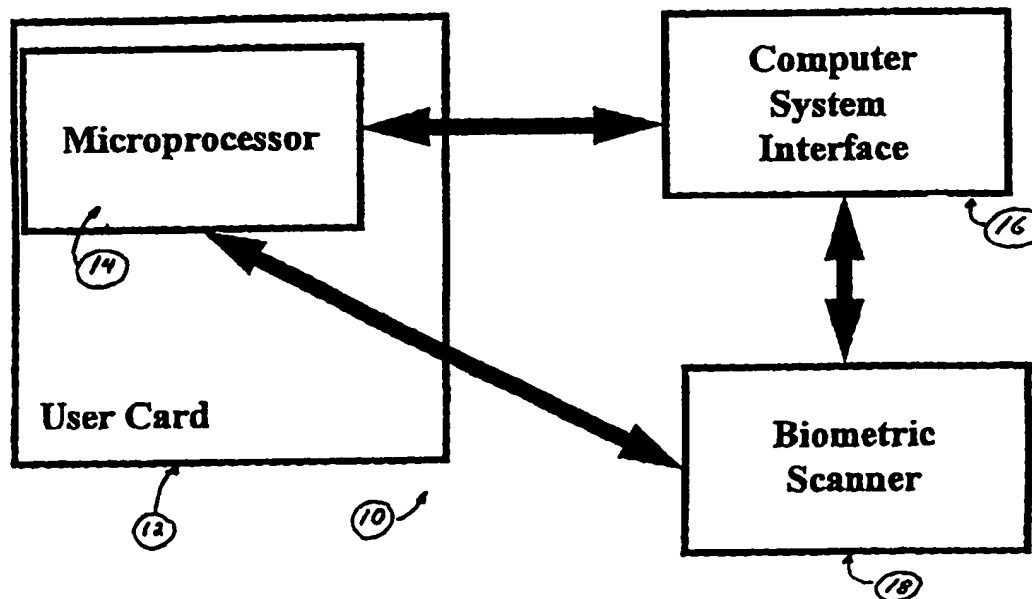 Computer
System
Interface
Microprocessor
16
14
User Card
Biometric
Scanner
12
10
18